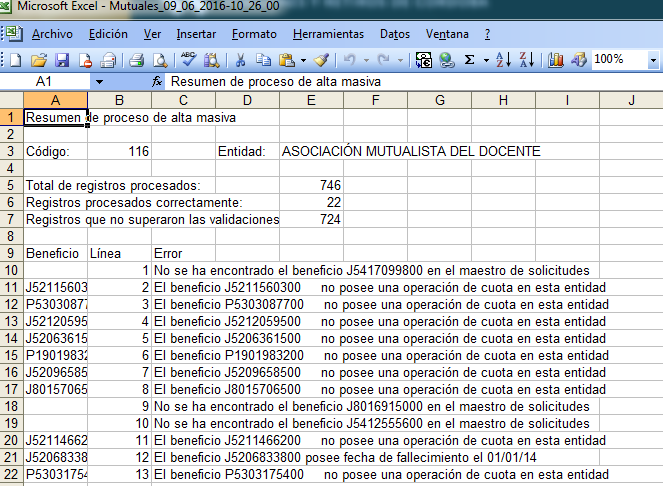 Microsoft Excel - Mutuales_09_06_2016-10_26_00
Archivo Edición Ver Insertar Formato Herramientas Datos Ventana ?
Σ 100%
A1 fx Resumen de proceso de alta masiva
A B C D E F G H I J
1 Resumen de proceso de alta masiva
2
3 Código: 116 Entidad: ASOCIACIÓN MUTUALISTA DEL DOCENTE
4
5 Total de registros procesados: 746
6 Registros procesados correctamente: 22
7 Registros que no superaron las validaciones 724
8
9 Beneficio Línea Error
10 1 No se ha encontrado el beneficio J5417099800 en el maestro de solicitudes
11 J52115603 2 El beneficio J5211560300 no posee una operación de cuota en esta entidad
12 P53030877 3 El beneficio P5303087700 no posee una operación de cuota en esta entidad
13 J52120595 4 El beneficio J5212059500 no posee una operación de cuota en esta entidad
14 J52063615 5 El beneficio J5206361500 no posee una operación de cuota en esta entidad
15 P19019832 6 El beneficio P1901983200 no posee una operación de cuota en esta entidad
16 J52096585 7 El beneficio J5209658500 no posee una operación de cuota en esta entidad
17 J80157065 8 El beneficio J8015706500 no posee una operación de cuota en esta entidad
18 9 No se ha encontrado el beneficio J8016915000 en el maestro de solicitudes
19 10 No se ha encontrado el beneficio J5412555600 en el maestro de solicitudes
20 J52114662 11 El beneficio J5211466200 no posee una operación de cuota en esta entidad
21 J52068338 12 El beneficio J5206833800 posee fecha de fallecimiento el 01/01/14
22 P53031754 13 El beneficio P5303175400 no posee una operación de cuota en esta entidad